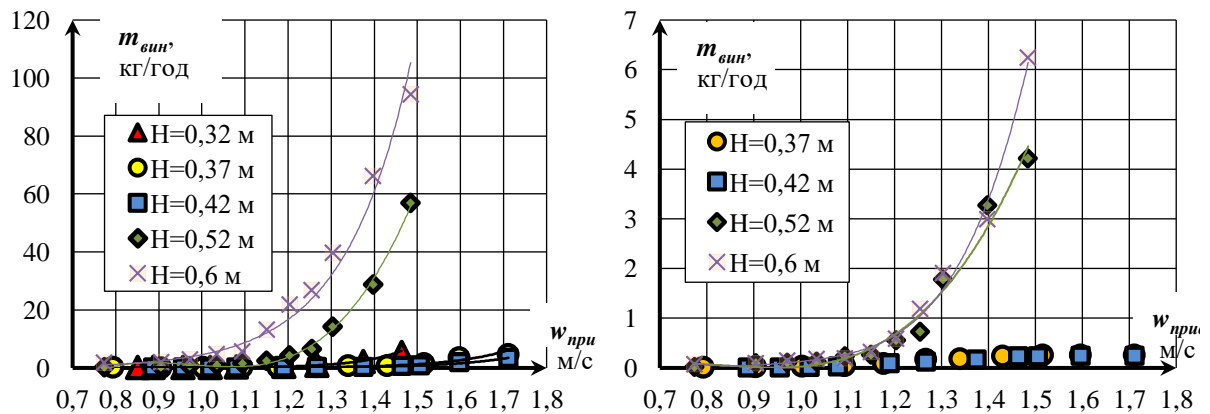 120
100
80
60
40
20
0
m_вин,
кг/год
H=0,32 м
H=0,37 м
H=0,42 м
H=0,52 м
H=0,6 м
w_при
м/с
0,7 0,8 0,9 1,0 1,1 1,2 1,3 1,4 1,5 1,6 1,7 1,8
7
6
5
4
3
2
1
0
m_вин,
кг/год
H=0,37 м
H=0,42 м
H=0,52 м
H=0,6 м
w_при
м/с
0,7 0,8 0,9 1,0 1,1 1,2 1,3 1,4 1,5 1,6 1,7 1,8